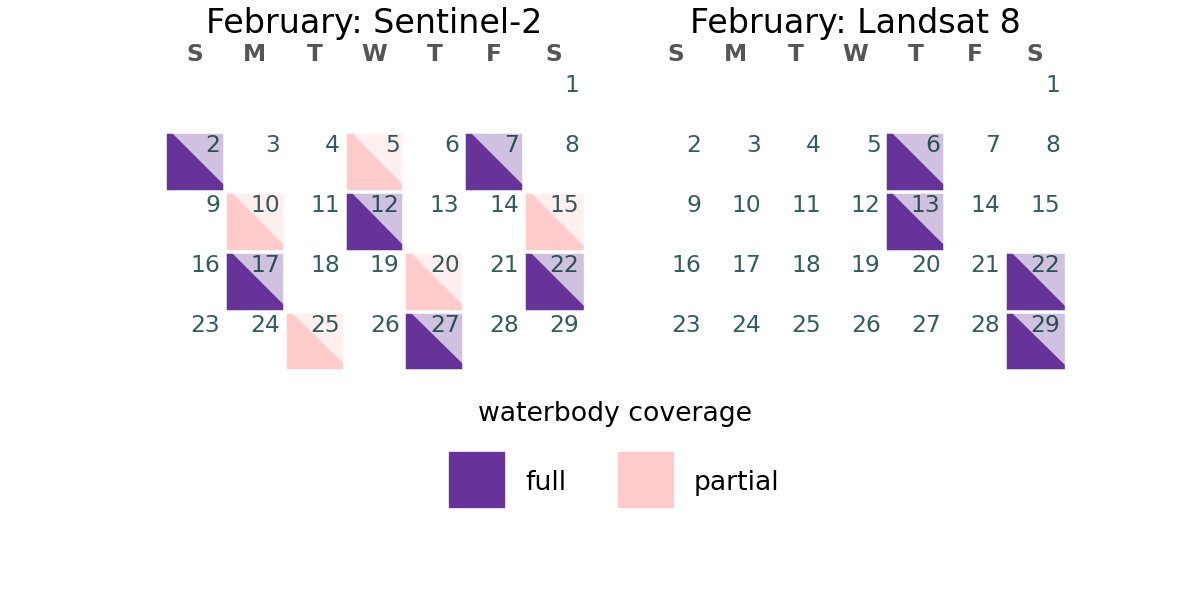 February: Sentinel-2
S M T W T F S
1
2 3 4 5 6 7 8
9 10 11 12 13 14 15
16 17 18 19 20 21 22
23 24 25 26 27 28 29
February: Landsat 8
S M T W T F S
1
2 3 4 5 6 7 8
9 10 11 12 13 14 15
16 17 18 19 20 21 22
23 24 25 26 27 28 29
waterbody coverage
full
partial